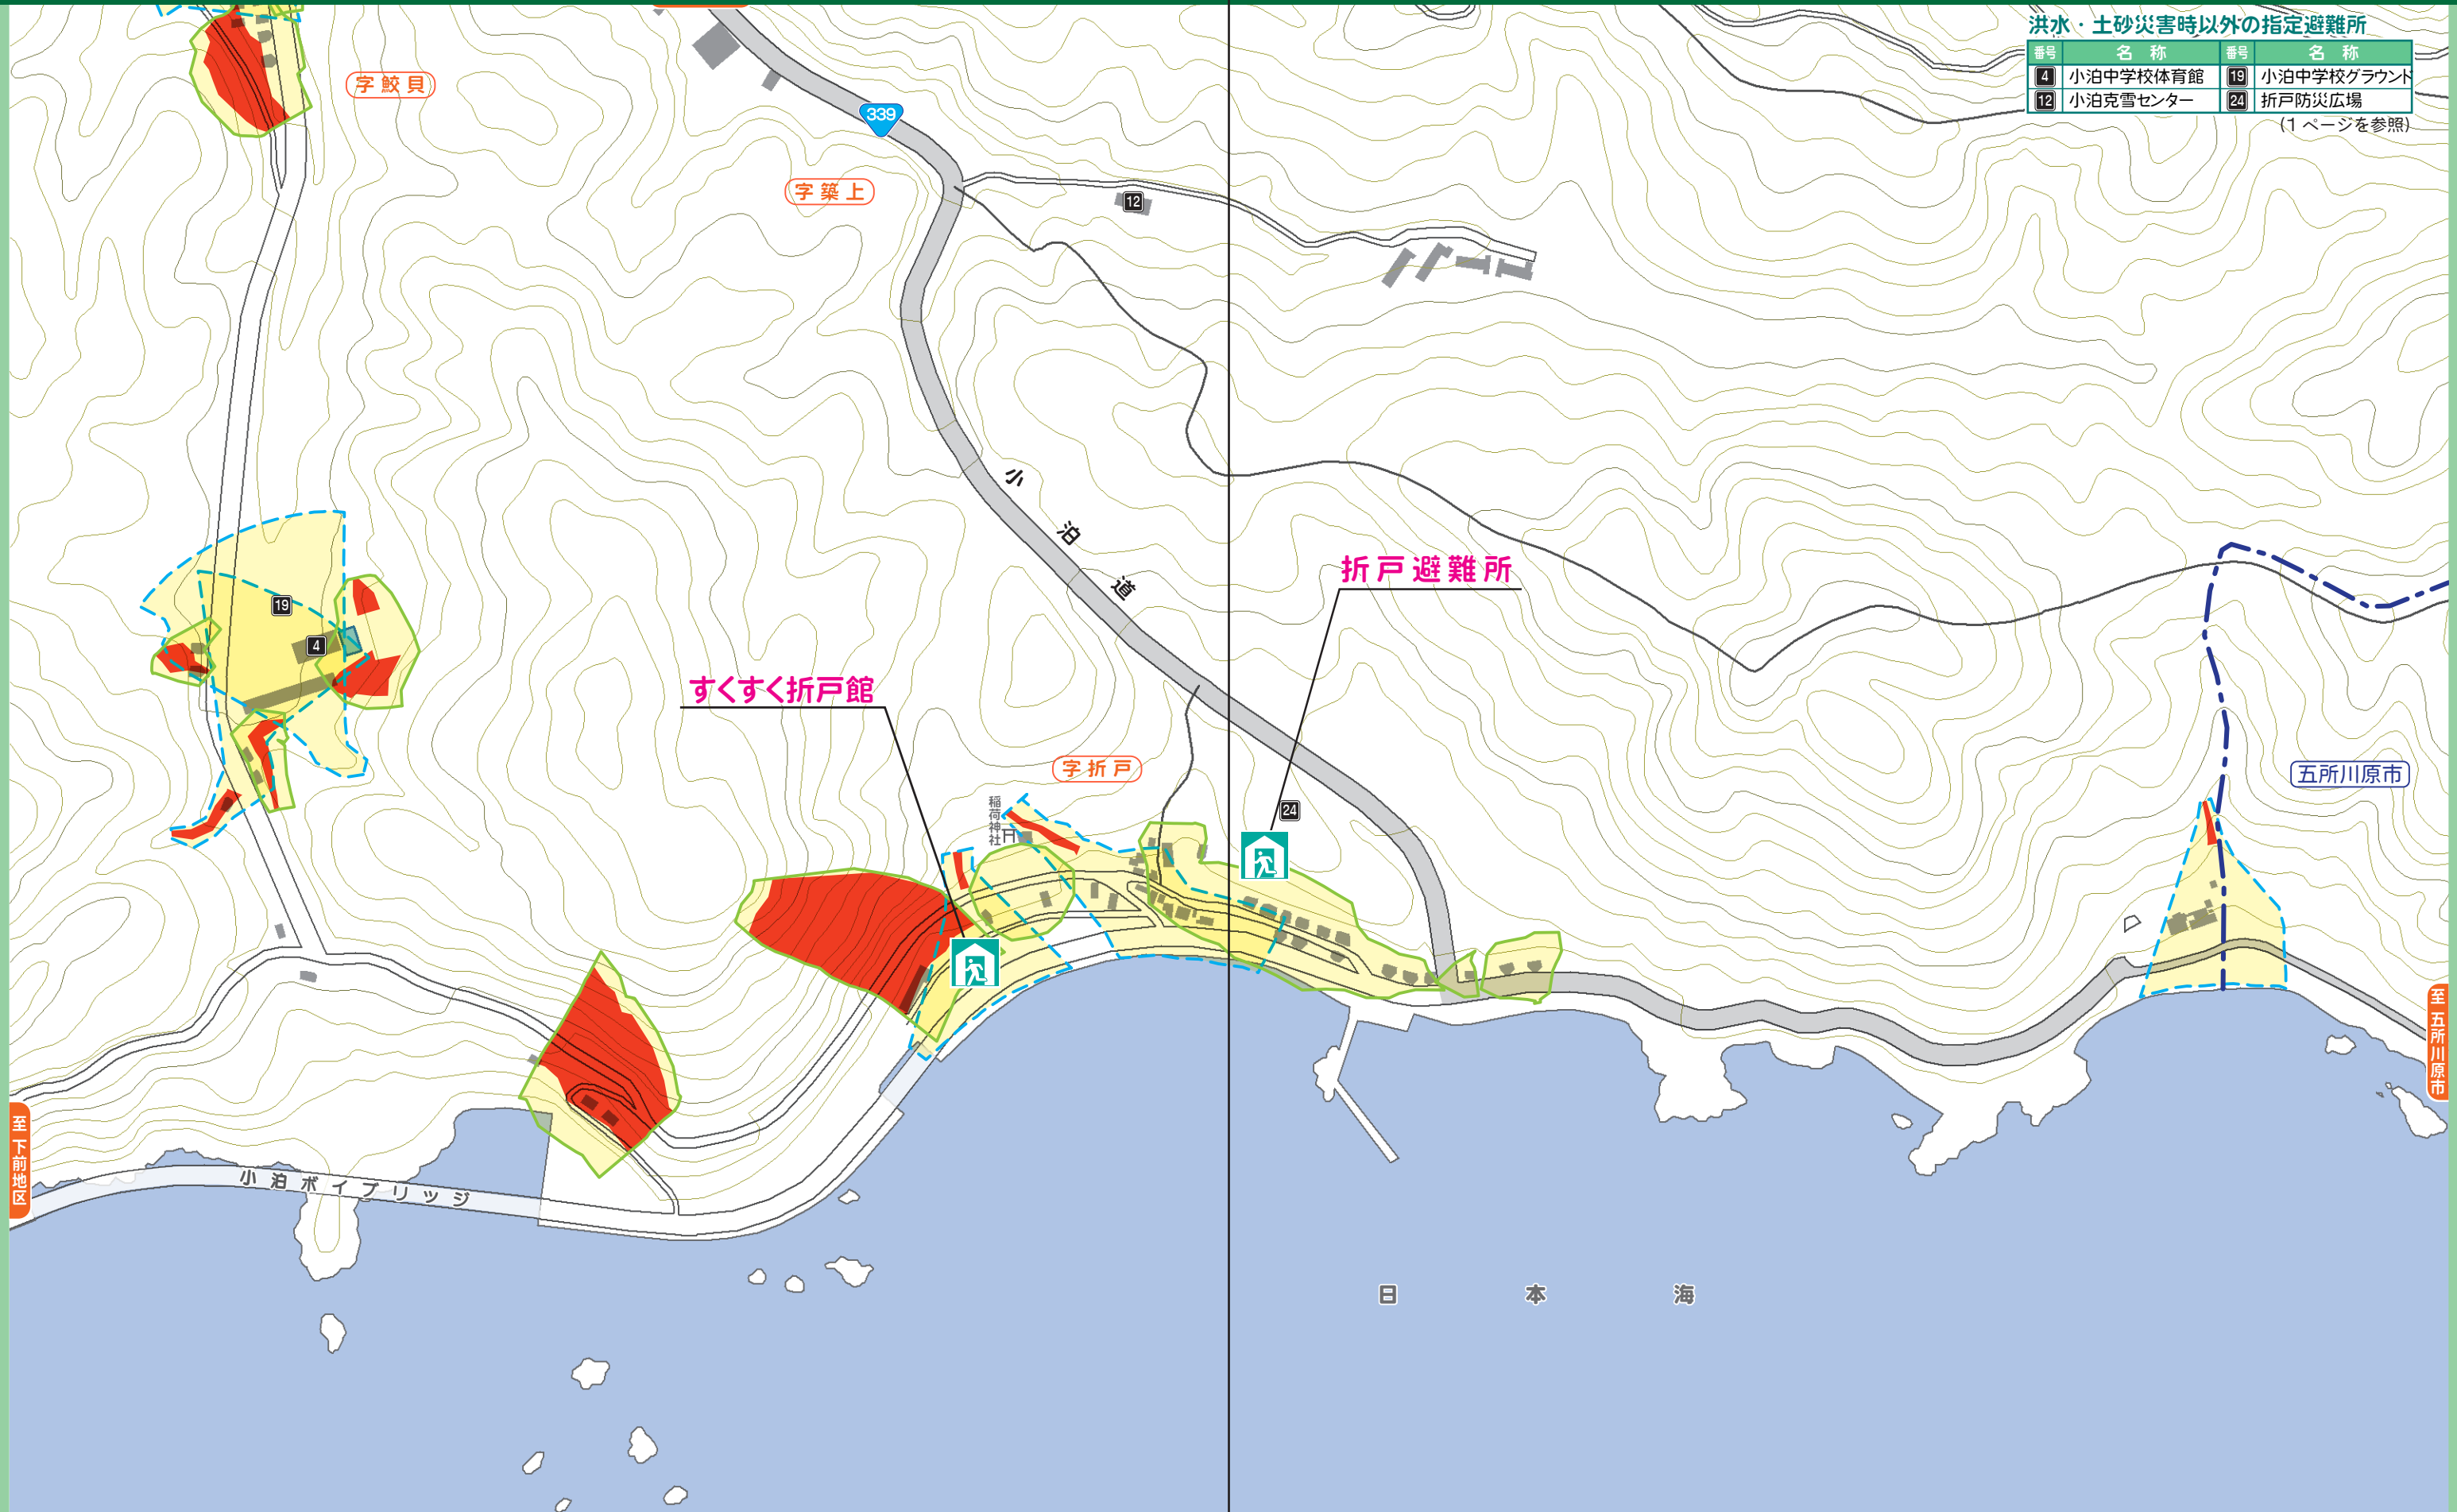 洪水・土砂災害時以外の指定避難所
番号 名 称 番号 名 称
4 小泊中学校体育館 19 小泊中学校グラウンド
12 小泊克雪センター 24 折戸防災広場
(1ページを参照)
字鮫貝
339
字築上
12
小泊道
折戸避難所
19
4
すくすく折戸館
字折戸
五所川原市
稲荷神社
24
至 五所川原市
至 下前地区
小泊ボイブリッジ
日本海